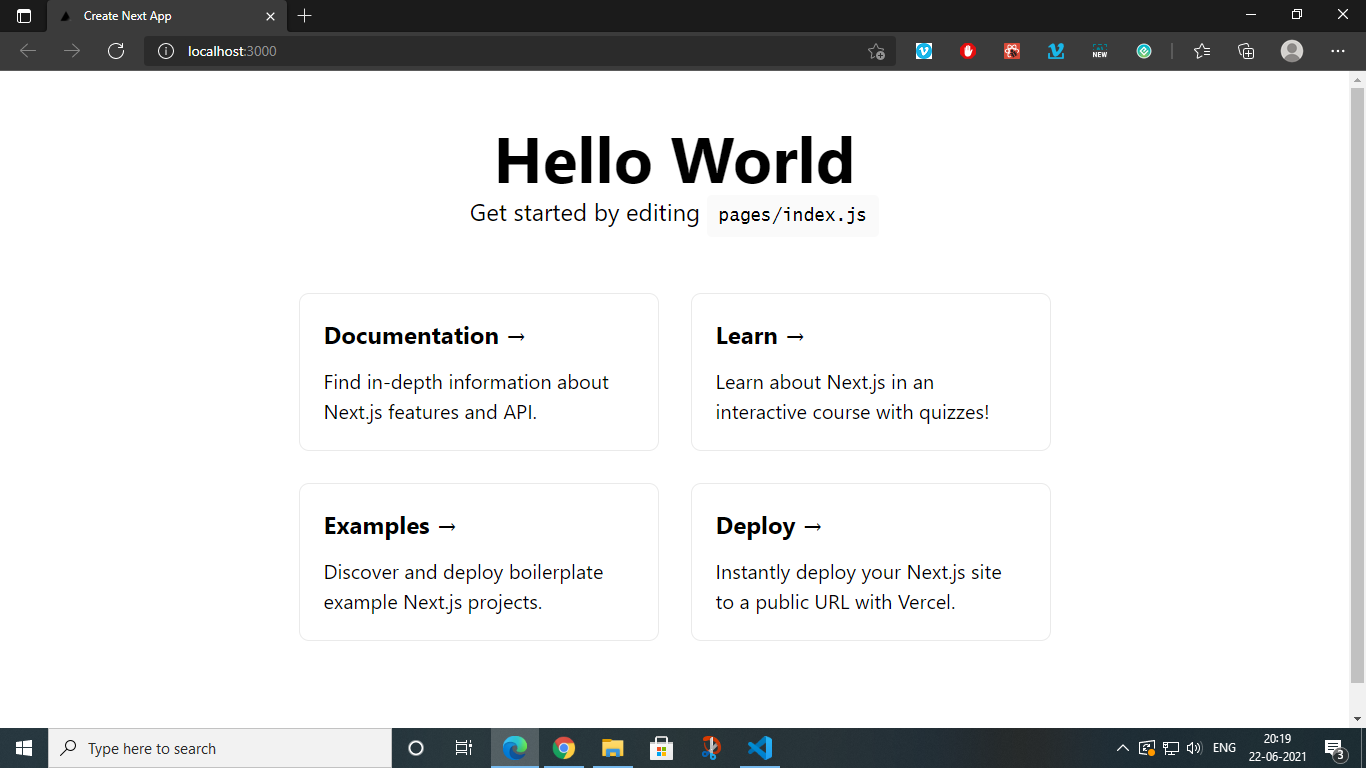 Create Next App
localhost:3000
NEW
Hello World
Get started by editing pages/index.js
Documentation →
Find in-depth information about
Next.js features and API.
Learn →
Learn about Next.js in an
interactive course with quizzes!
Examples →
Discover and deploy boilerplate
example Next.js projects.
Deploy →
Instantly deploy your Next.js site
to a public URL with Vercel.
Type here to search
ENG
20:19
22-06-2021
3